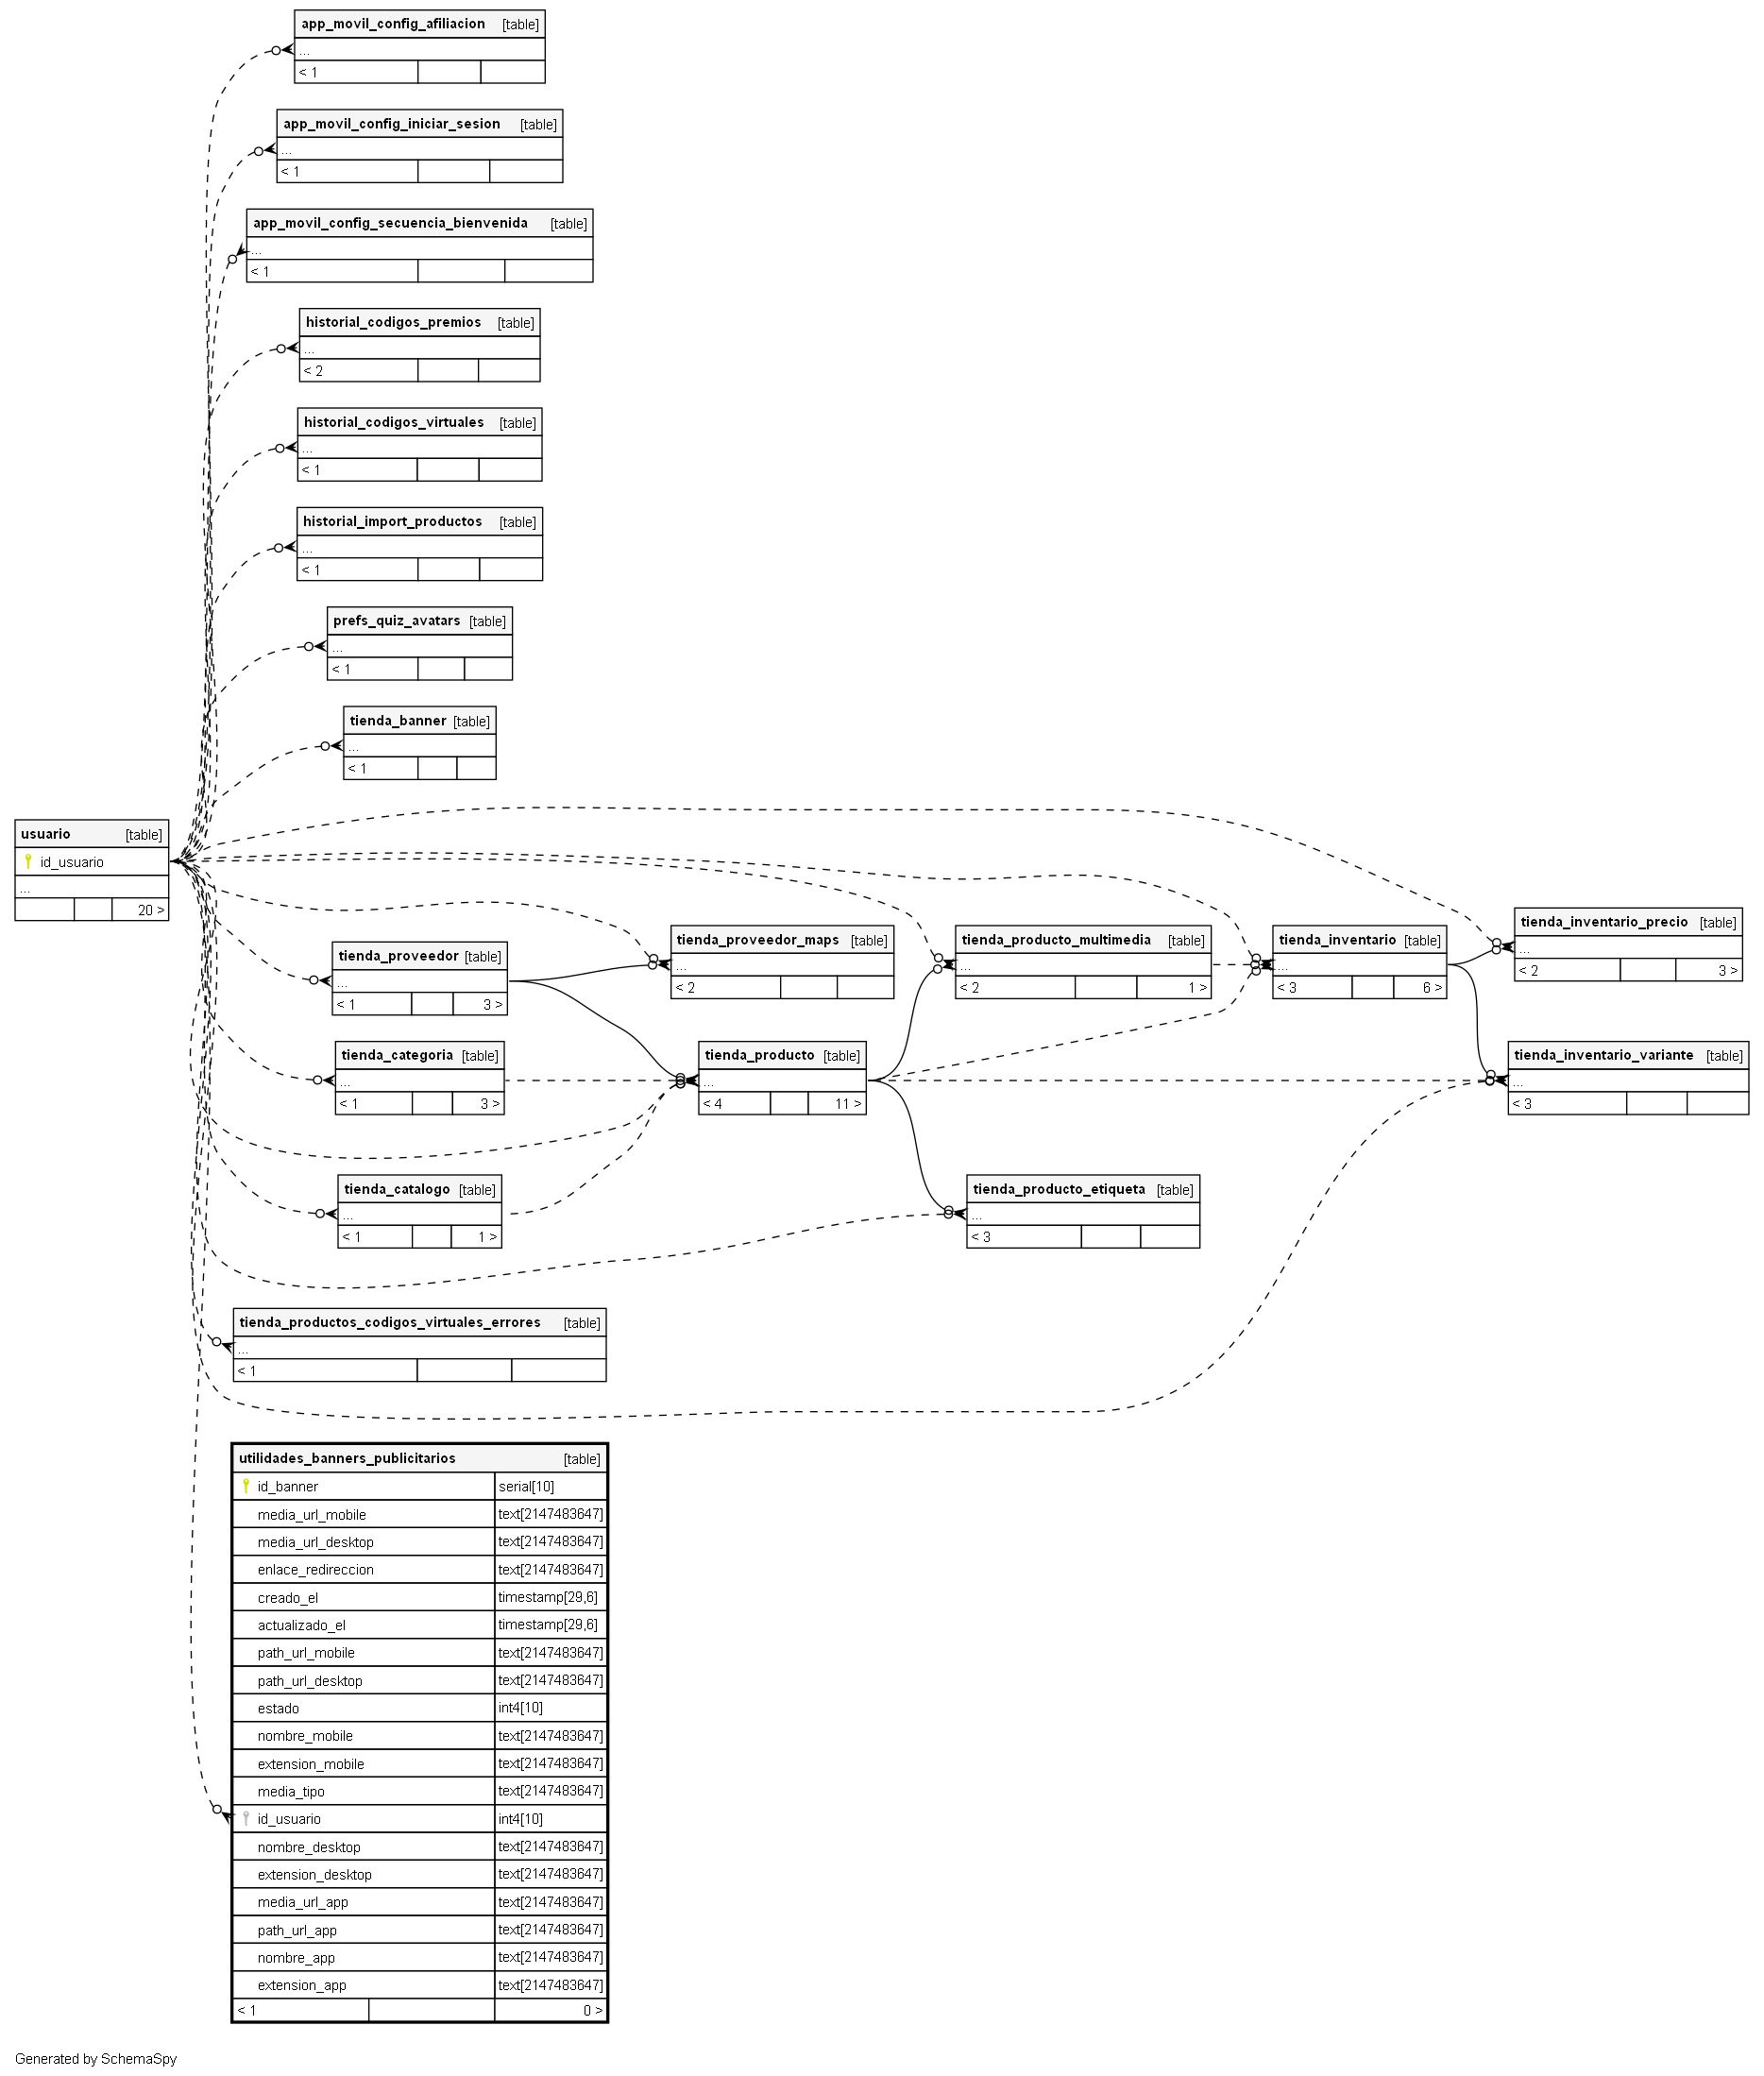 app_movil_config_afiliacion [table]
...
< 1
app_movil_config_iniciar_sesion [table]
...
< 1
app_movil_config_secuencia_bienvenida [table]
...
< 1
historial_codigos_premios [table]
...
< 2
historial_codigos_virtuales [table]
...
< 1
historial_import_productos [table]
...
< 1
prefs_quiz_avatars [table]
...
< 1
tienda_banner [table]
...
< 1
usuario [table]
id_usuario
...
20 >
tienda_proveedor [table]
...
< 1 3 >
tienda_proveedor_maps [table]
...
< 2
tienda_producto_multimedia [table]
...
< 2 1 >
tienda_inventario [table]
...
< 3 6 >
tienda_inventario_precio [table]
...
< 2 3 >
tienda_categoria [table]
...
< 1 3 >
tienda_producto [table]
...
< 4 11 >
tienda_inventario_variante [table]
...
< 3
tienda_catalogo [table]
...
< 1 1 >
tienda_producto_etiqueta [table]
...
< 3
tienda_productos_codigos_virtuales_errores [table]
...
< 1
utilidades_banners_publicitarios [table]
id_banner serial[10]
media_url_mobile text[2147483647]
media_url_desktop text[2147483647]
enlace_redireccion text[2147483647]
creado_el timestamp[29,6]
actualizado_el timestamp[29,6]
path_url_mobile text[2147483647]
path_url_desktop text[2147483647]
estado int4[10]
nombre_mobile text[2147483647]
extension_mobile text[2147483647]
media_tipo text[2147483647]
id_usuario int4[10]
nombre_desktop text[2147483647]
extension_desktop text[2147483647]
media_url_app text[2147483647]
path_url_app text[2147483647]
nombre_app text[2147483647]
extension_app text[2147483647]
< 1 0 >
Generated by SchemaSpy